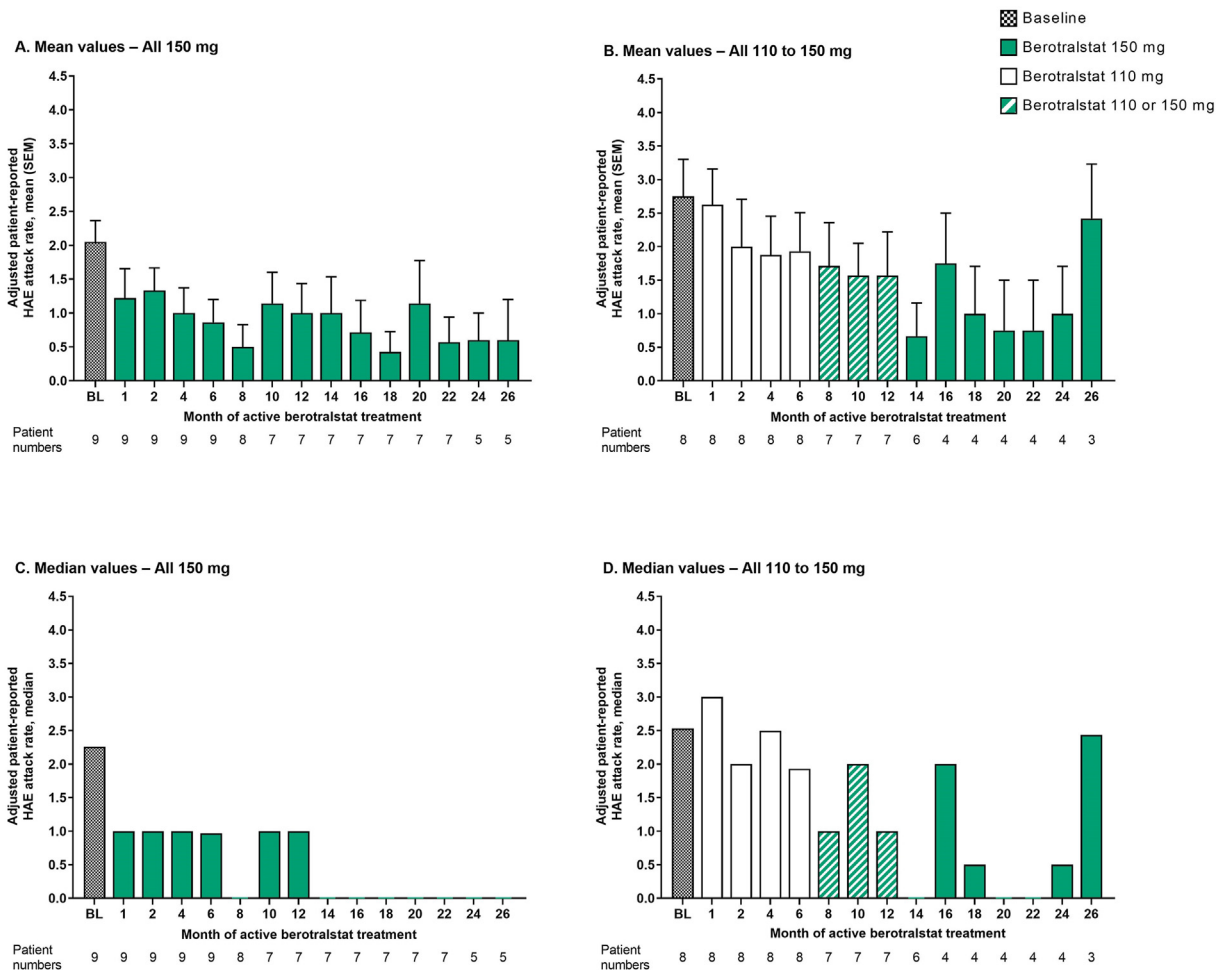 Baseline
Berotralstat 150 mg
Berotralstat 110 mg
Berotralstat 110 or 150 mg
A. Mean values – All 150 mg
Adjusted patient-reported
HAE attack rate, mean (SEM)
4.5
4.0
3.5
3.0
2.5
2.0
1.5
1.0
0.5
0.0
BL 1 2 4 6 8 10 12 14 16 18 20 22 24 26
Month of active berotralstat treatment
Patient
numbers
9 9 9 9 9 8 7 7 7 7 7 7 7 5 5
B. Mean values – All 110 to 150 mg
Adjusted patient-reported
HAE attack rate, mean (SEM)
4.5
4.0
3.5
3.0
2.5
2.0
1.5
1.0
0.5
0.0
BL 1 2 4 6 8 10 12 14 16 18 20 22 24 26
Month of active berotralstat treatment
Patient
numbers
8 8 8 8 8 7 7 7 6 4 4 4 4 4 3
C. Median values – All 150 mg
Adjusted patient-reported
HAE attack rate, median
4.5
4.0
3.5
3.0
2.5
2.0
1.5
1.0
0.5
0.0
BL 1 2 4 6 8 10 12 14 16 18 20 22 24 26
Month of active berotralstat treatment
Patient
numbers
9 9 9 9 9 8 7 7 7 7 7 7 7 5 5
D. Median values – All 110 to 150 mg
Adjusted patient-reported
HAE attack rate, median
4.5
4.0
3.5
3.0
2.5
2.0
1.5
1.0
0.5
0.0
BL 1 2 4 6 8 10 12 14 16 18 20 22 24 26
Month of active berotralstat treatment
Patient
numbers
8 8 8 8 8 7 7 7 6 4 4 4 4 4 3